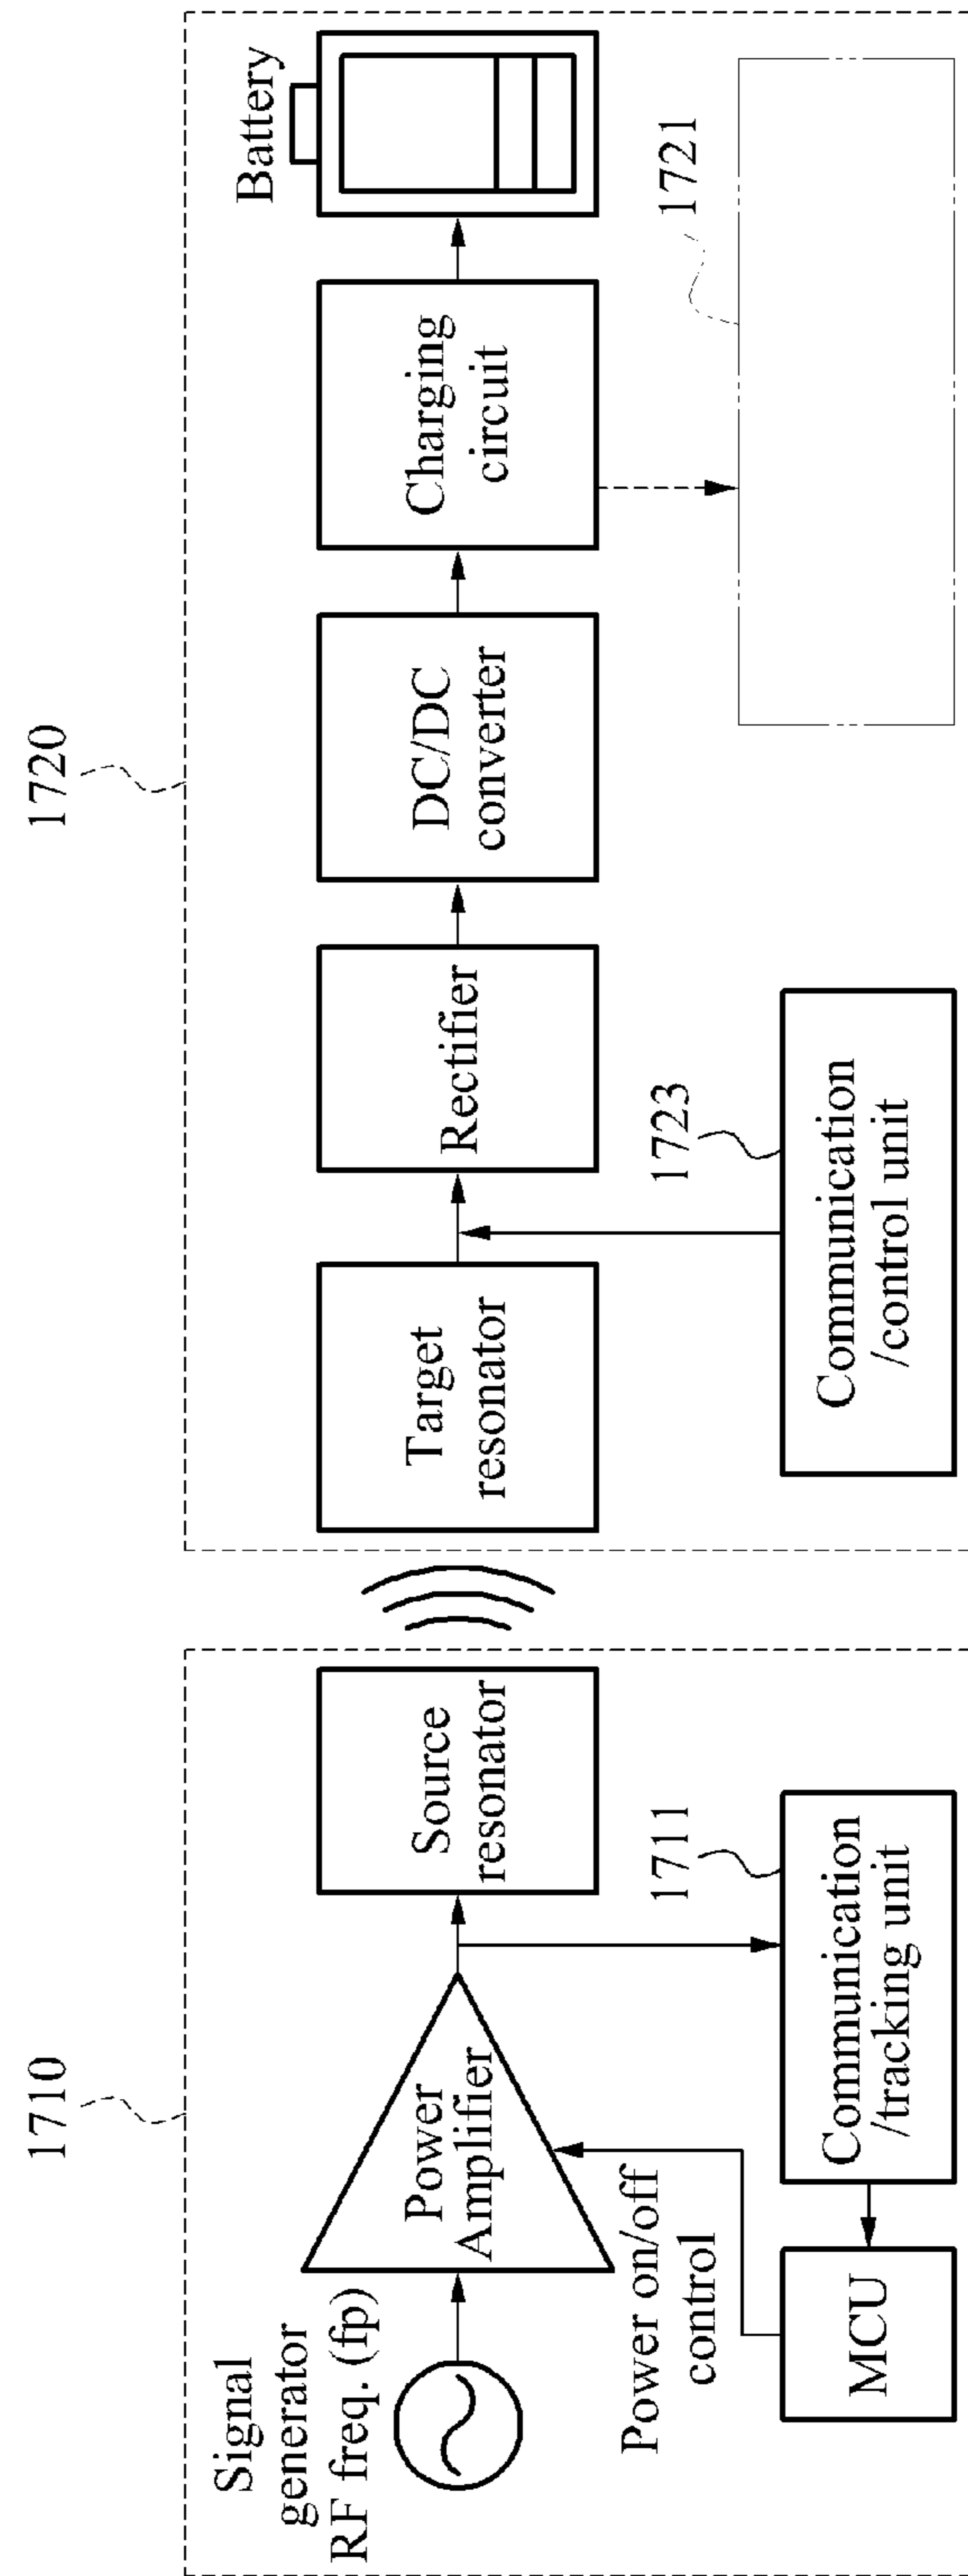 1710
1720
Signal
generator
RF freq. (fp)
Power
Amplifier
Source
resonator
Target
resonator
Rectifier
DC/DC
converter
Charging
circuit
Battery
Power on/off
control
MCU
1711
Communication
/tracking unit
1723
Communication
/control unit
1721